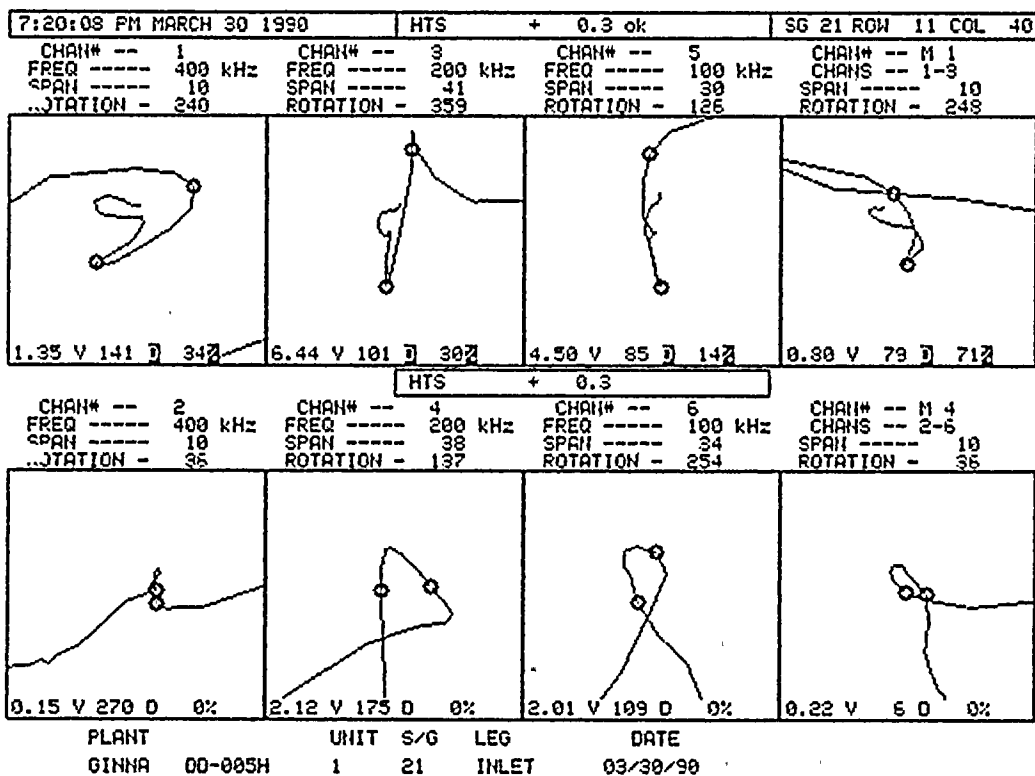 7:20:08 PM MARCH 30 1990 HTS + 0.3 ok SG 21 ROW 11 COL 40
CHAN# -- 1 CHAN# -- 3 CHAN# -- 5 CHAN# -- M 1
FREQ ----- 400 kHz FREQ ----- 200 kHz FREQ ----- 100 kHz CHANS -- 1-3
SPAN ----- 10 SPAN ----- 41 SPAN ----- 30 SPAN ----- 10
..OTATION - 240 ROTATION - 359 ROTATION - 126 ROTATION - 248
1.35 V 141 D 34% 6.44 V 101 D 30% 4.50 V 85 D 14% 0.80 V 79 D 71%
HTS + 0.3
CHAN# -- 2 CHAN# -- 4 CHAN# -- 6 CHAN# -- M 4
FREQ ----- 400 kHz FREQ ----- 200 kHz FREQ ----- 100 kHz CHANS -- 2-6
SPAN ----- 10 SPAN ----- 38 SPAN ----- 34 SPAN ----- 10
..OTATION - 36 ROTATION - 137 ROTATION - 254 ROTATION - 36
0.15 V 270 D 0% 2.12 V 175 D 0% 2.01 V 109 D 0% 0.22 V 6 D 0%
PLANT UNIT S/G LEG DATE
GINNA OD-005H 1 21 INLET 03/30/90